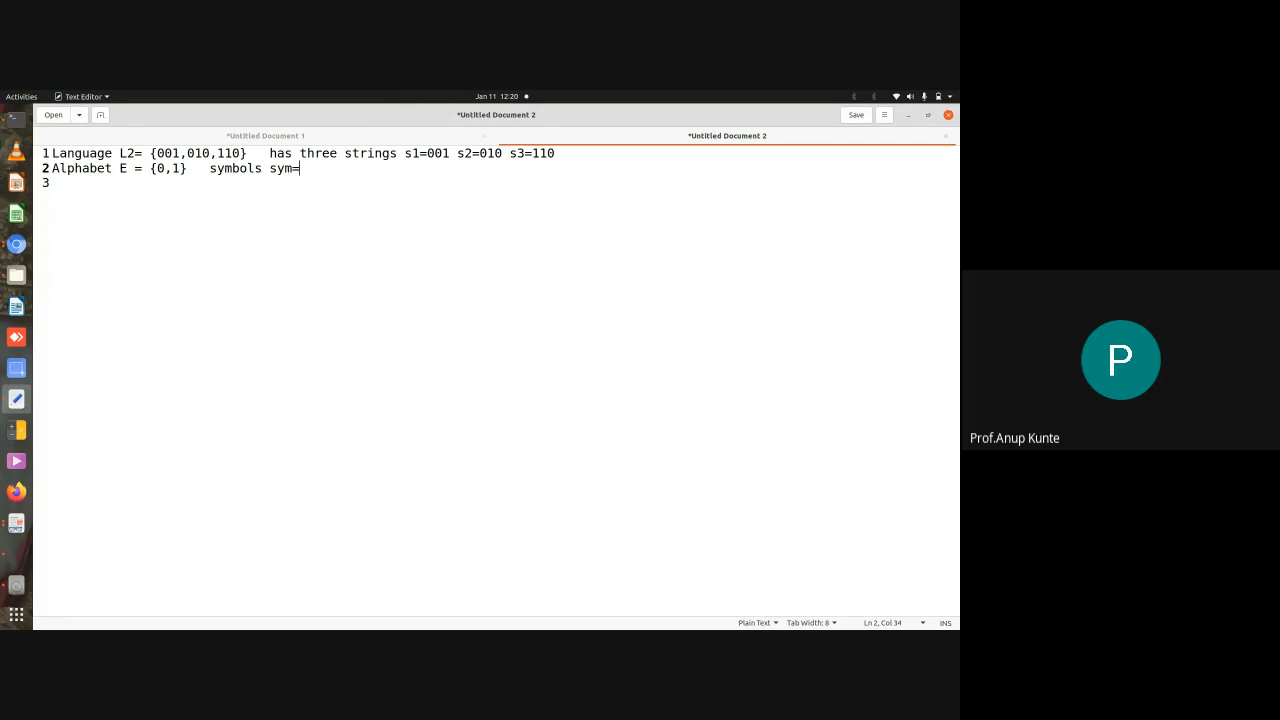 Activities Text Editor Jan 11 12:20
Open *Untitled Document 2 Save
*Untitled Document 1 *Untitled Document 2
1 Language L2= {001,010,110} has three strings s1=001 s2=010 s3=110
2 Alphabet E = {0,1} symbols sym=
3
P
Prof.Anup Kunte
Plain Text Tab Width: 8 Ln 2, Col 34 INS